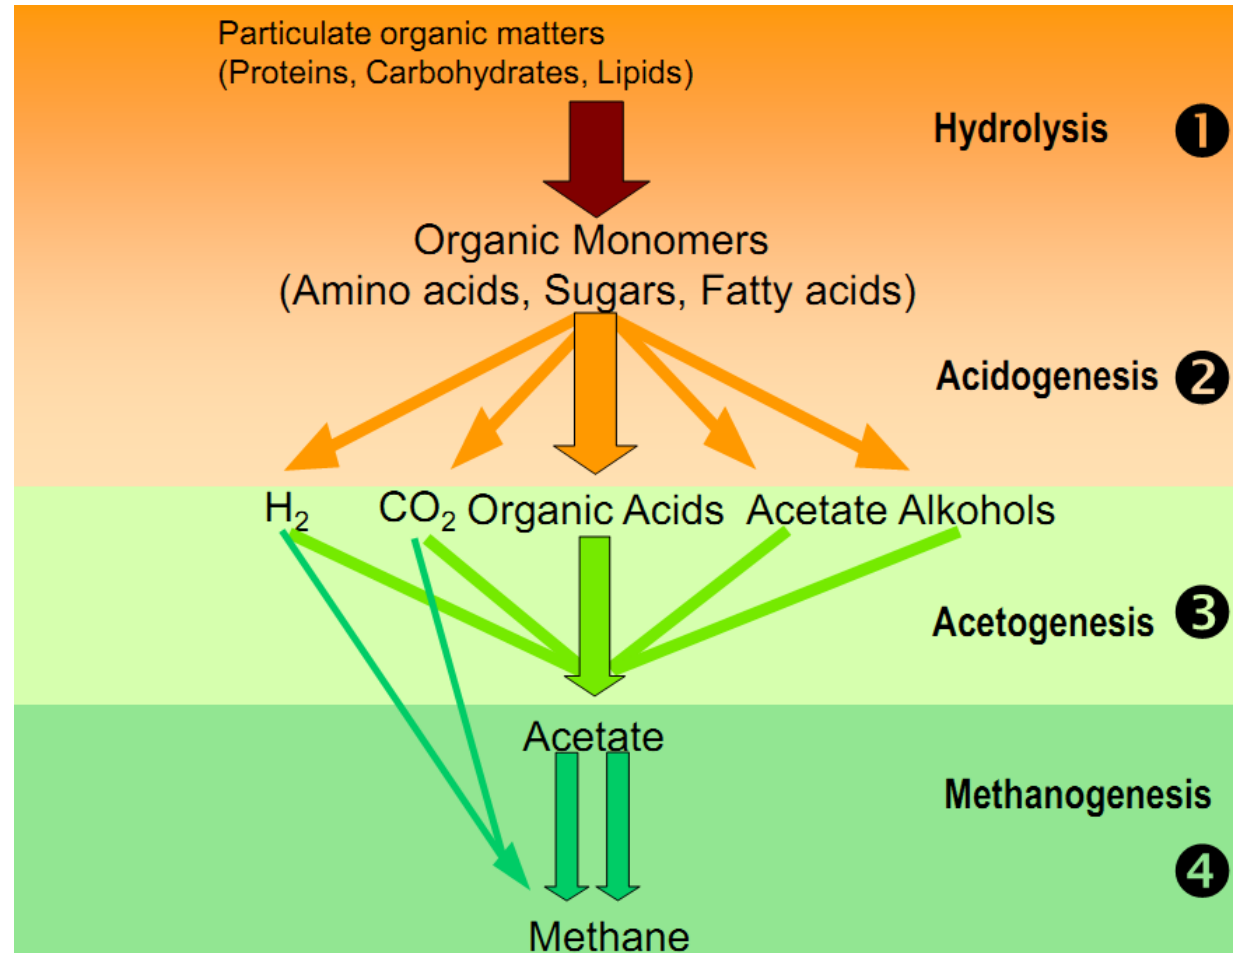 Particulate organic matters
(Proteins, Carbohydrates, Lipids)
Hydrolysis ❶
Organic Monomers
(Amino acids, Sugars, Fatty acids)
Acidogenesis ❷
H₂ CO₂ Organic Acids Acetate Alkohols
Acetogenesis ❸
Acetate
Methanogenesis
❹
Methane